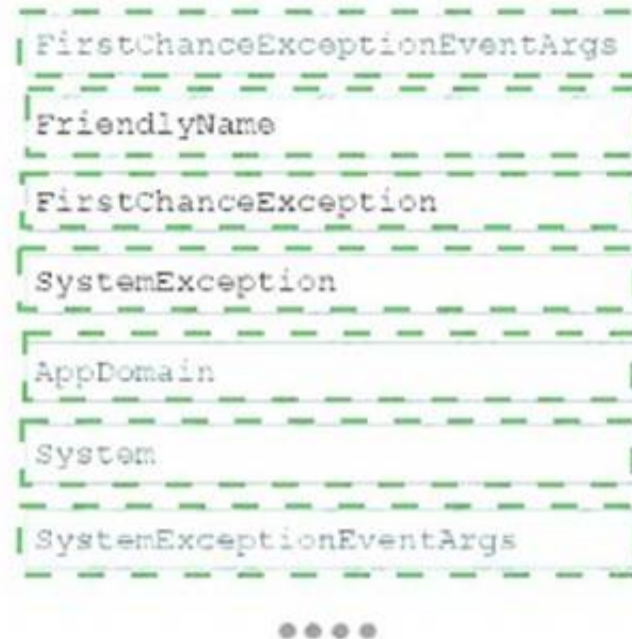 FirstChanceExceptionEventArgs
FriendlyName
FirstChanceException
SystemException
AppDomain
System
SystemExceptionEventArgs